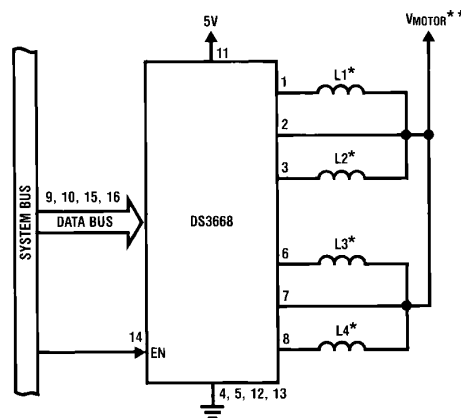 5V
VMOTOR**
11
1
L1*
2
3
L2*
9, 10, 15, 16
DATA BUS
SYSTEM BUS
DS3668
6
L3*
7
14
EN
8
L4*
4, 5, 12, 13